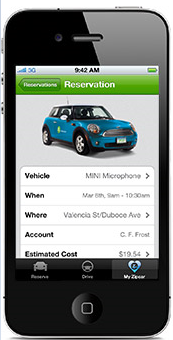 3G 9:42 AM
Reservations Reservation
Vehicle MINI Microphone
When Mar 8th, 9am - 10:30am
Where Valencia St/Duboce Ave
Account C. F. Frost
Estimated Cost $19.54
Reserve Drive My Zipcar